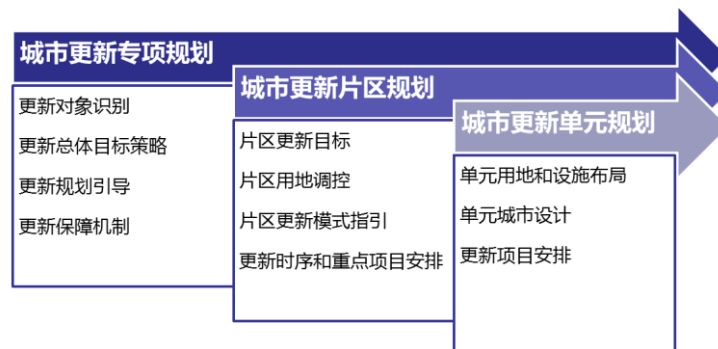 城市更新专项规划
更新对象识别
更新总体目标策略
更新规划引导
更新保障机制
城市更新片区规划
片区更新目标
片区用地调控
片区更新模式指引
更新时序和重点项目安排
城市更新单元规划
单元用地和设施布局
单元城市设计
更新项目安排